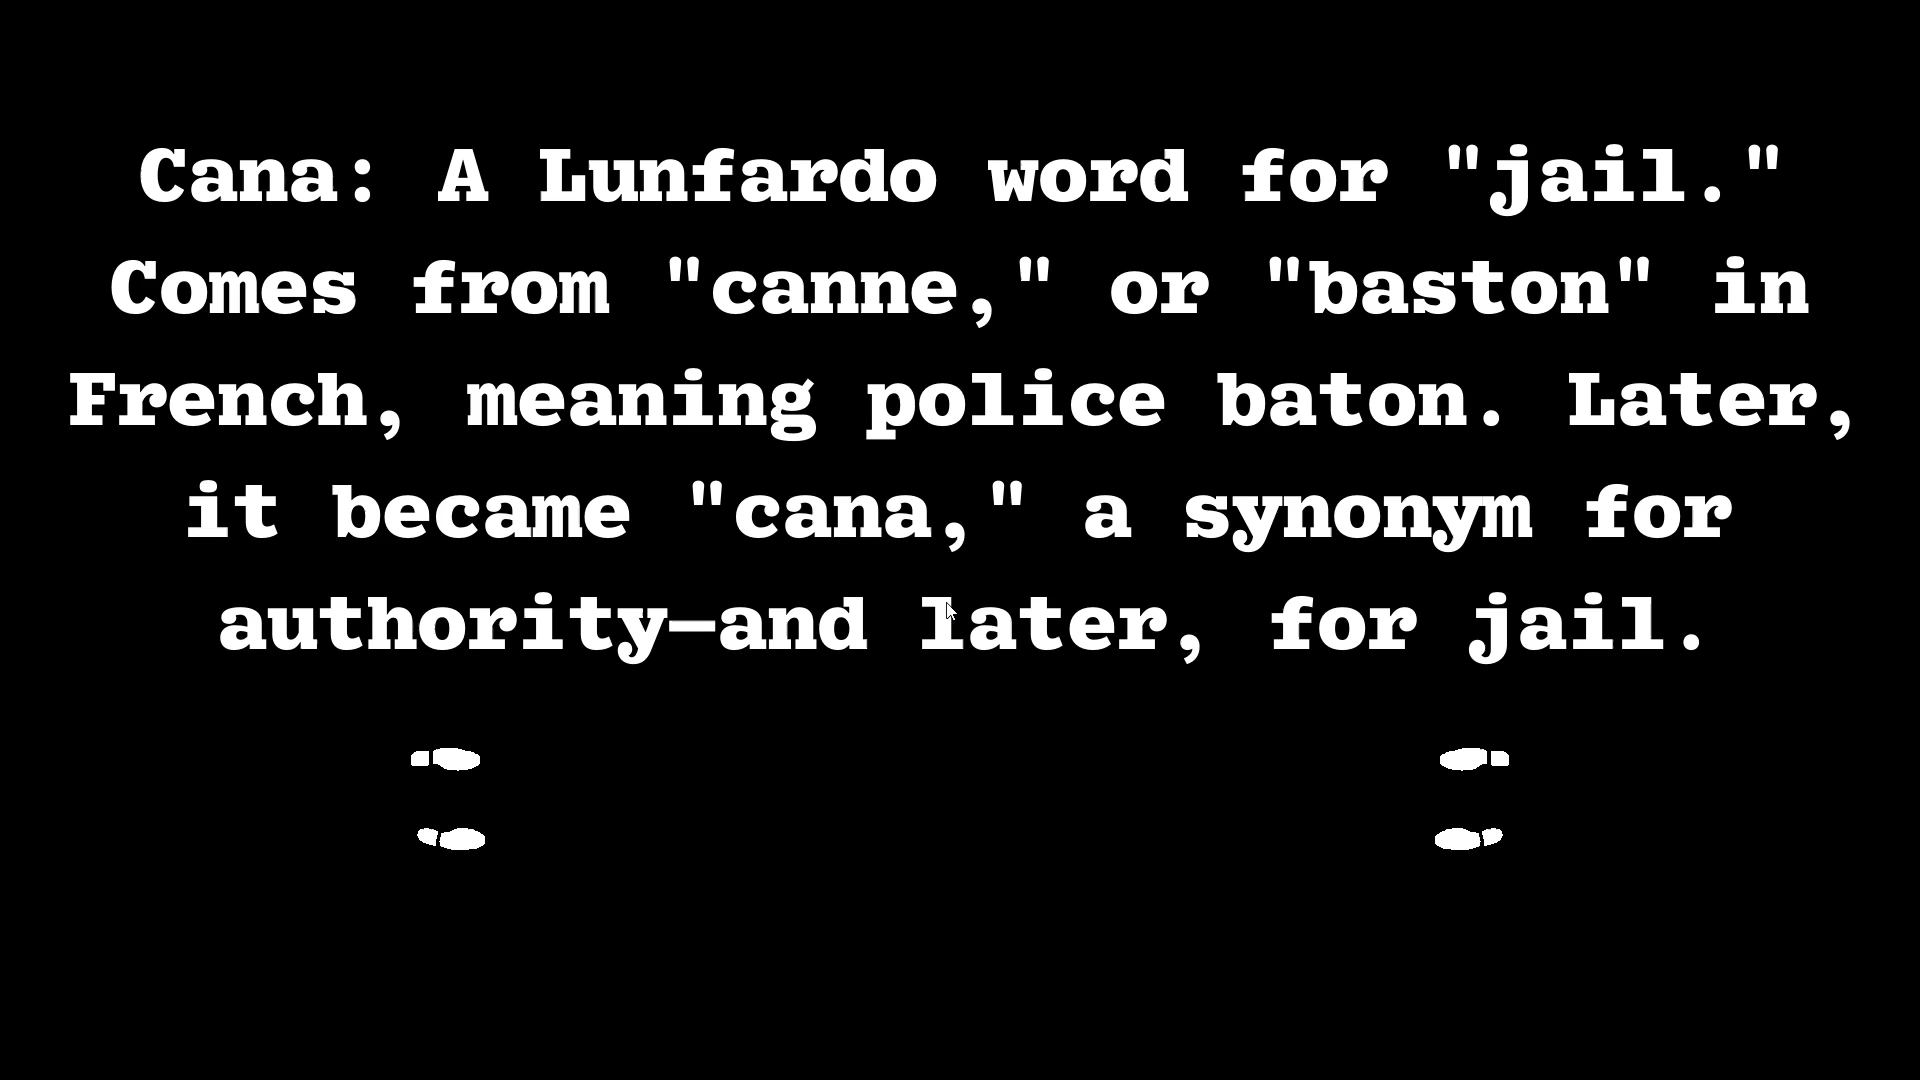 Cana: A Lunfardo word for "jail."
Comes from "canne," or "baston" in
French, meaning police baton. Later,
it became "cana," a synonym for
authority—and later, for jail.